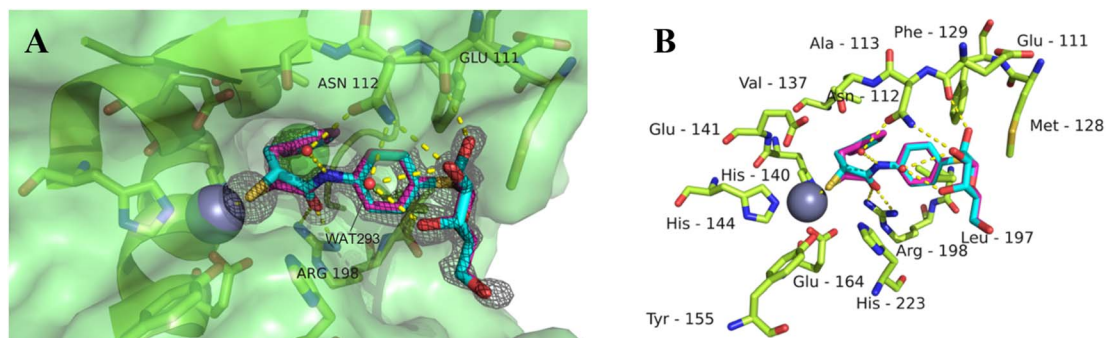 A
ASN 112
GLU 111
WAT293
ARG 198
B
Phe - 129
Glu - 111
Ala - 113
Val - 137
Asn - 112
Glu - 141
Met - 128
His - 140
His - 144
Leu - 197
Arg - 198
Glu - 164
His - 223
Tyr - 155